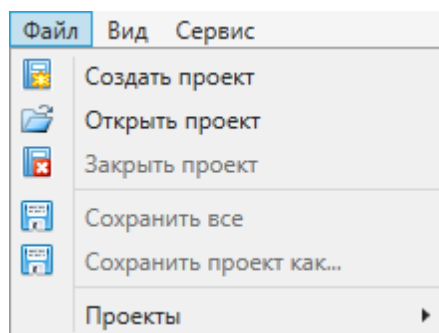 Файл Вид Сервис
Создать проект
Открыть проект
Закрыть проект
Сохранить все
Сохранить проект как...
Проекты